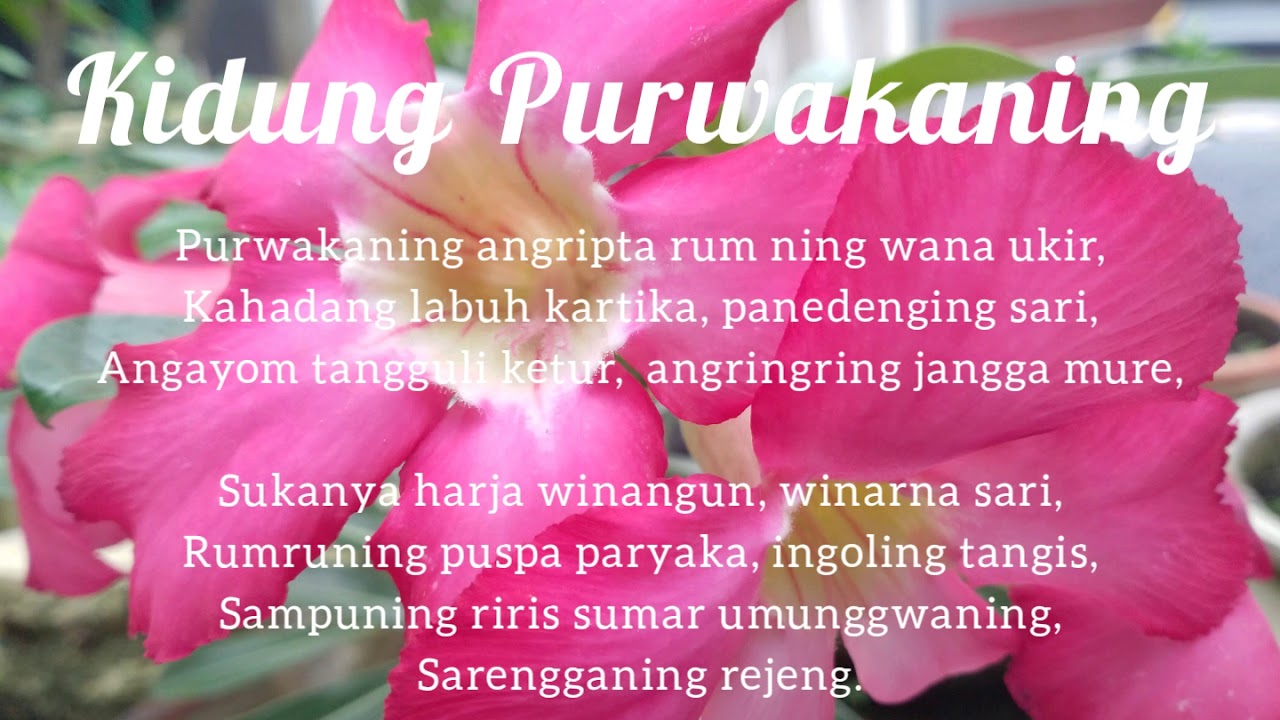 Kidung Purwakaning
Purwakaning angripta rum ning wana ukir,
Kahadang labuh kartika, panedenging sari,
Angayom tangguli ketur, angringring jangga mure,
Sukanya harja winangun, winarna sari,
Rumruning puspa paryaka, ingoling tangis,
Sampuning riris sumar umunggwaning,
Sarengganing rejeng.